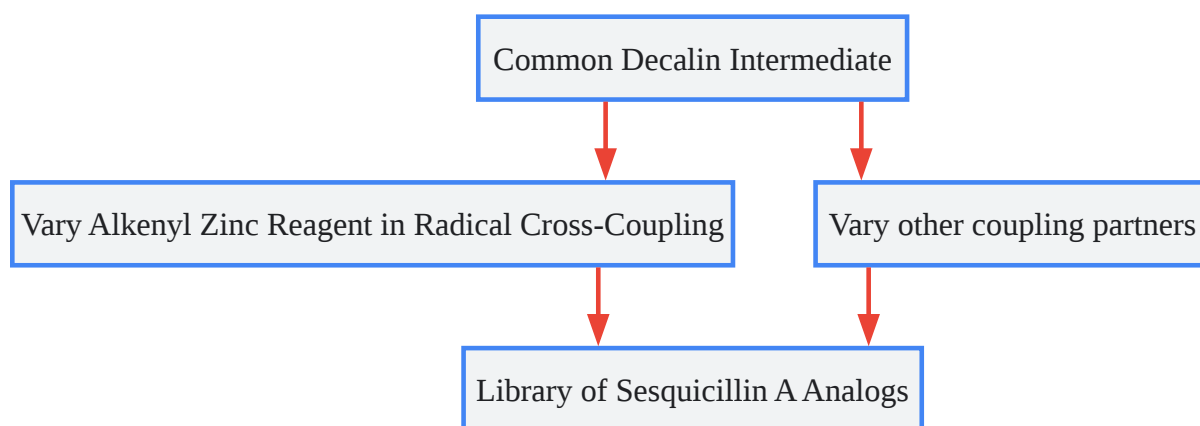 Common Decalin Intermediate
Vary Alkenyl Zinc Reagent in Radical Cross-Coupling
Vary other coupling partners
Library of Sesquicillin A Analogs